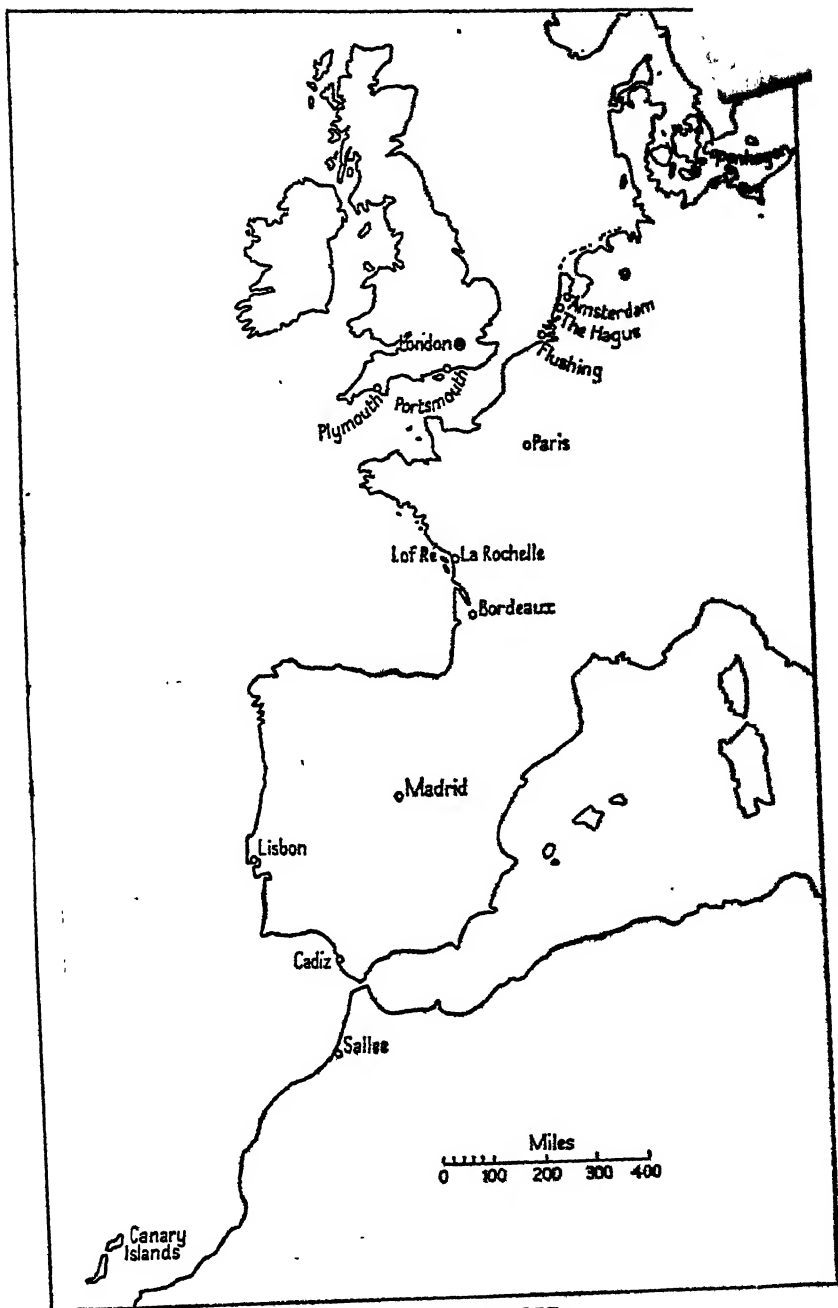 Amsterdam
The Hague
Flushing
London
Portsmouth
Plymouth
Paris
I. of Ré
La Rochelle
Bordeaux
Madrid
Lisbon
Cadiz
Sallee
Miles
0 100 200 300 400
Canary
Islands